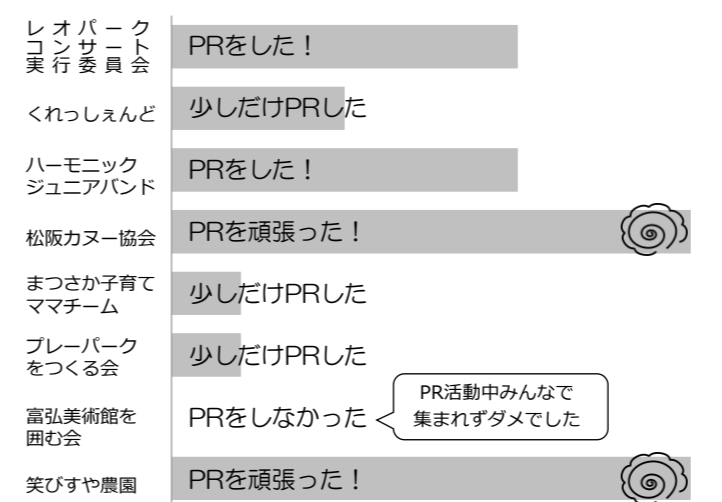 レオパーク
コンサート
実行委員会
PRをした！
くれっしぇんど
少しだけPRした
ハーモニック
ジュニアバンド
PRをした！
松阪カヌー協会
PRを頑張った！
まつさか子育て
ママチーム
少しだけPRした
プレーパーク
をつくる会
少しだけPRした
富弘美術館を
囲む会
PRをしなかった
PR活動中みんなで
集まれずダメでした
笑びすや農園
PRを頑張った！